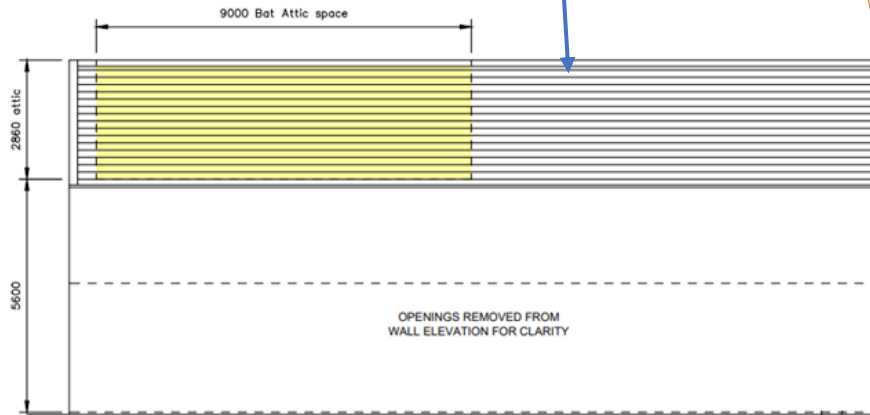 9000 Bat Attic space
2860 attic
5600
OPENINGS REMOVED FROM
WALL ELEVATION FOR CLARITY